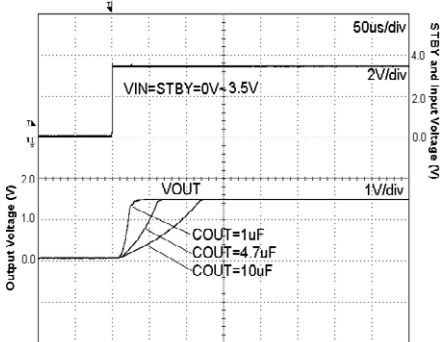 50us/div
4.0
2V/div
VIN=STBY=0V~3.5V
2.0
0.0
STBY and Input Voltage (V)
2.0
VOUT
1V/div
1.0
COUT=1uF
COUT=4.7uF
0.0
COUT=10uF
Output Voltage (V)